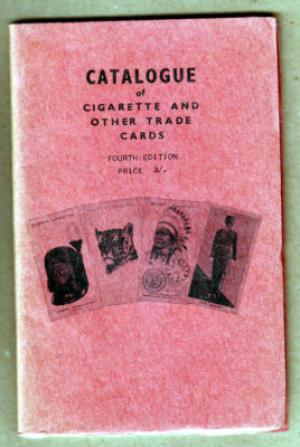 CATALOGUE
of
CIGARETTE AND
OTHER TRADE
CARDS
FOURTH EDITION
PRICE 3/-